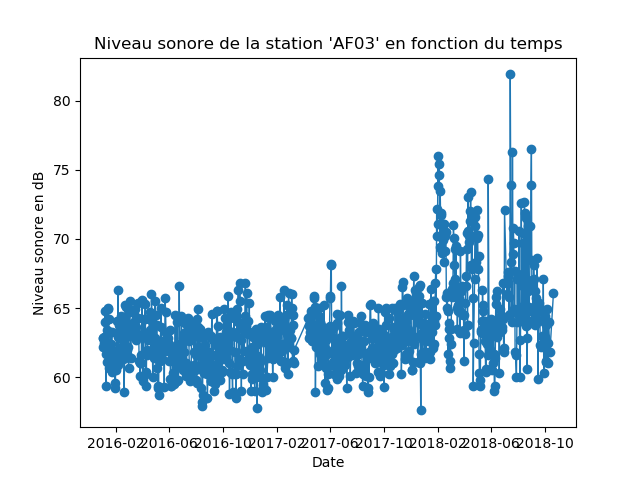 Niveau sonore de la station 'AF03' en fonction du temps
Niveau sonore en dB
80
75
70
65
60
2016-02 2016-06 2016-10 2017-02 2017-06 2017-10 2018-02 2018-06 2018-10
Date